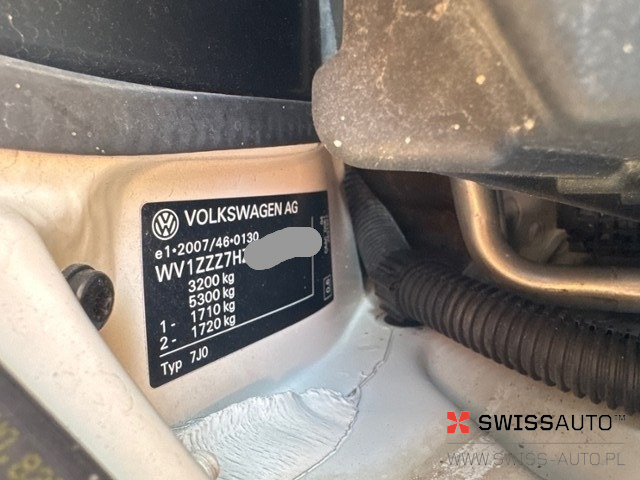 VOLKSWAGEN AG
e1*2007/46*0130
WV1ZZZ7HZ
3200 kg
5300 kg
1 - 1710 kg
2 - 1720 kg
Typ 7J0
SWISSAUTO™
WWW.SWISS-AUTO.PL